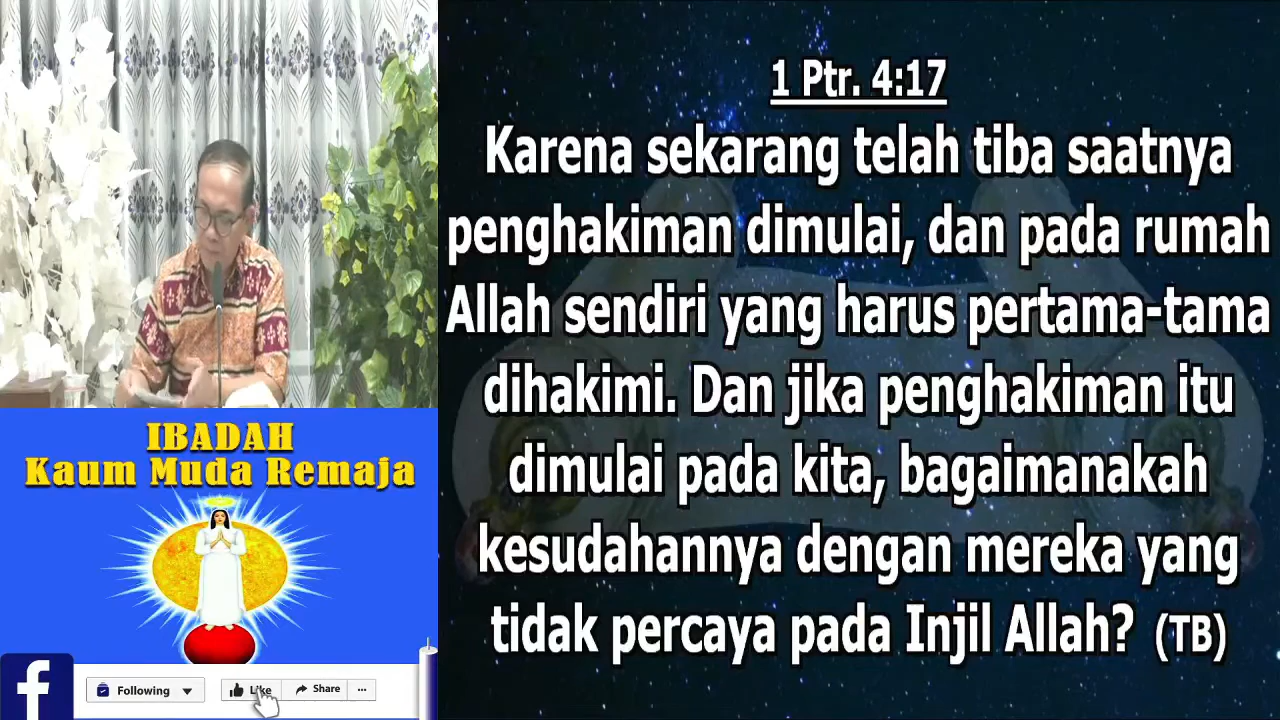 1 Ptr. 4:17
Karena sekarang telah tiba saatnya
penghakiman dimulai, dan pada rumah
Allah sendiri yang harus pertama-tama
dihakimi. Dan jika penghakiman itu
dimulai pada kita, bagaimanakah
kesudahannya dengan mereka yang
tidak percaya pada Injil Allah? (TB)
IBADAH
Kaum Muda Remaja
f
Following
Like
Share